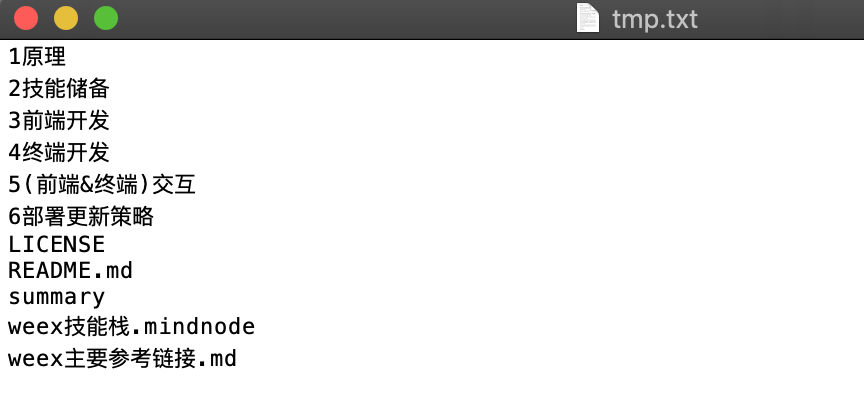 tmp.txt
1原理
2技能储备
3前端开发
4终端开发
5(前端&终端)交互
6部署更新策略
LICENSE
README.md
summary
weex技能栈.mindnode
weex主要参考链接.md